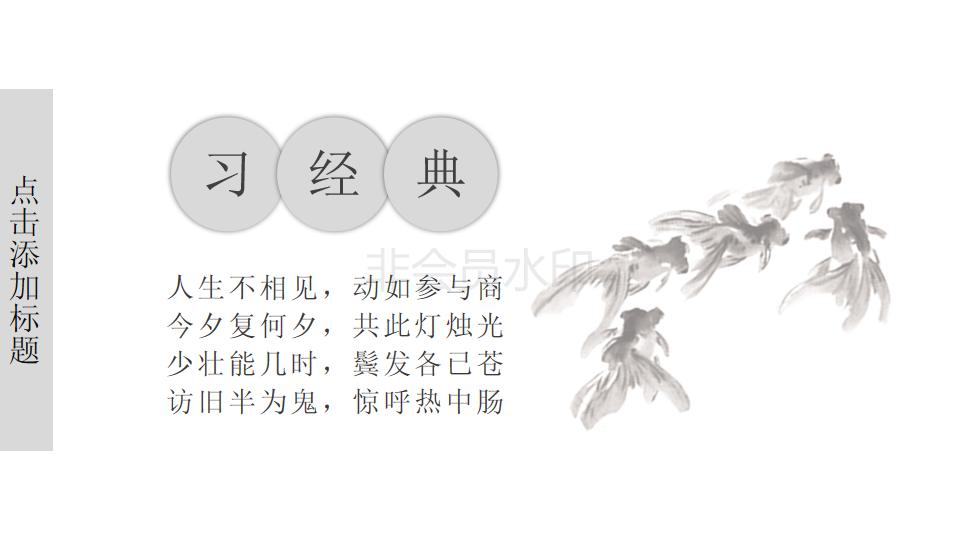 点击添加标题
习经典
非会员水印
人生不相见，动如参与商
今夕复何夕，共此灯烛光
少壮能几时，鬓发各已苍
访旧半为鬼，惊呼热中肠